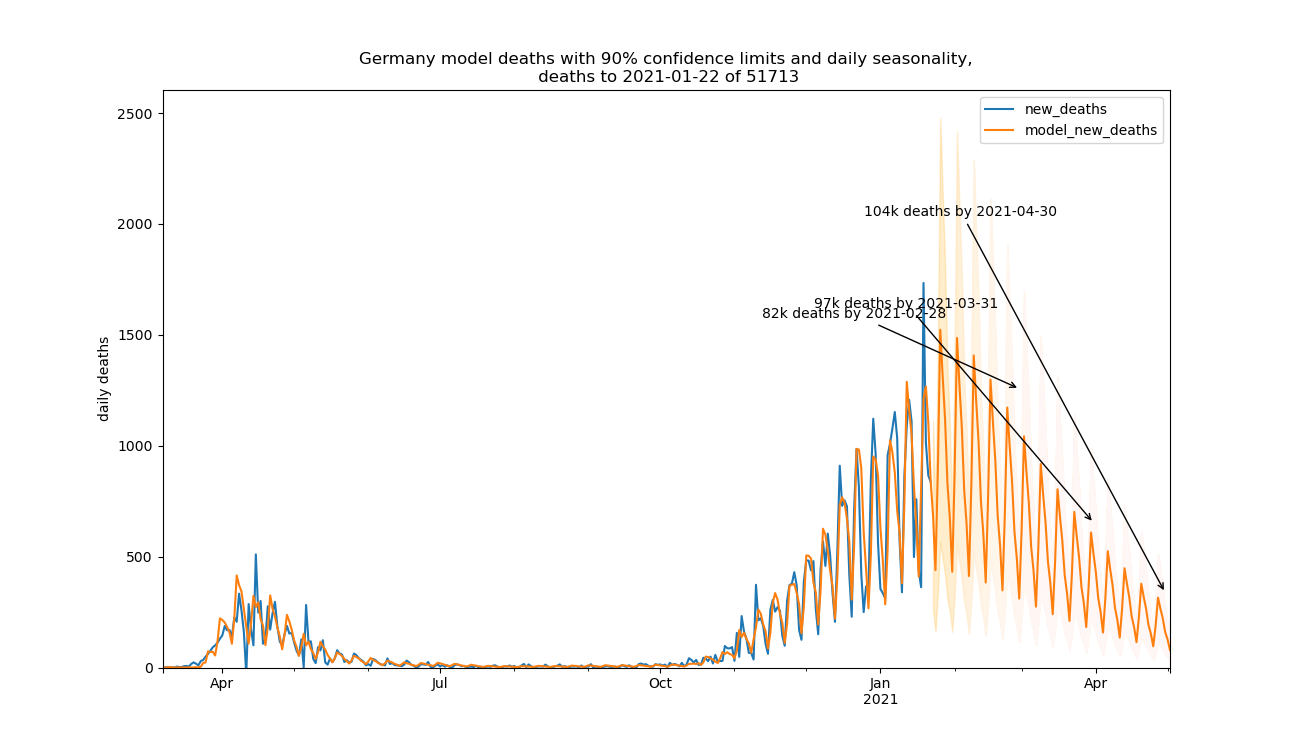 Germany model deaths with 90% confidence limits and daily seasonality,
deaths to 2021-01-22 of 51713
new_deaths
model_new_deaths
2500
2000
1500
1000
500
0
daily deaths
104k deaths by 2021-04-30
97k deaths by 2021-03-31
82k deaths by 2021-02-28
Apr
Jul
Oct
Jan
2021
Apr